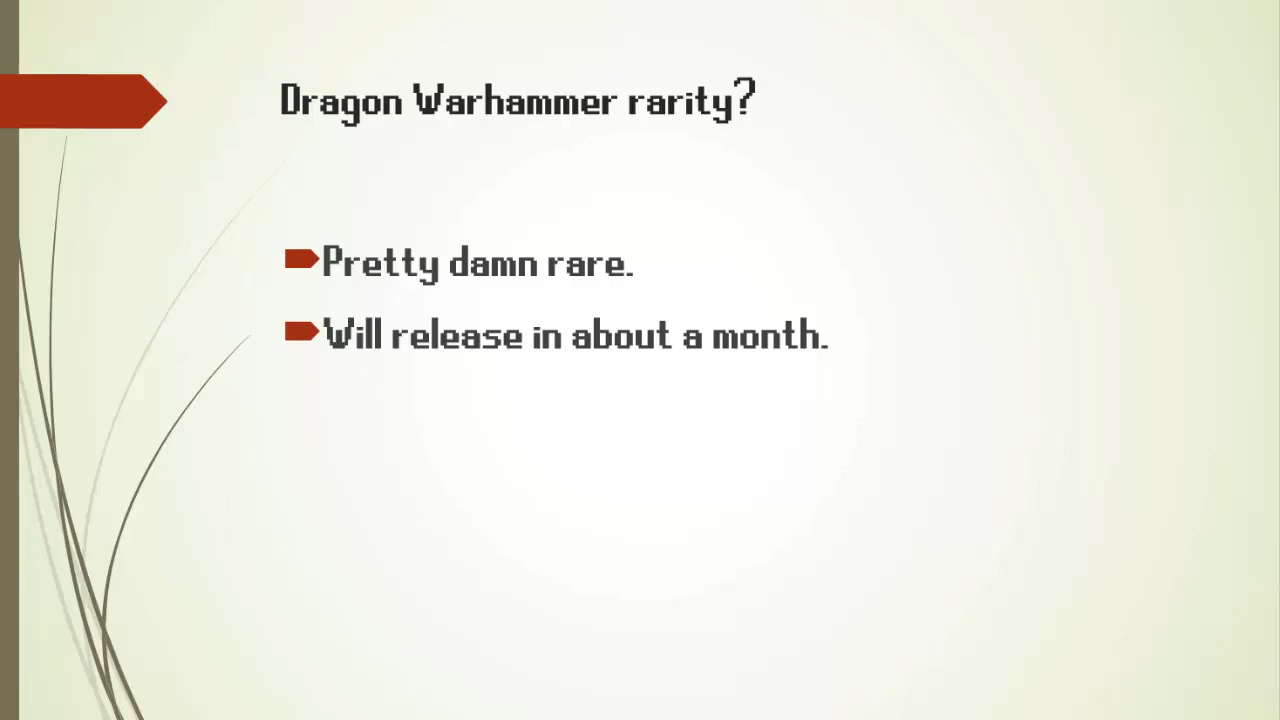 Dragon Warhammer rarity?
Pretty damn rare.
Will release in about a month.